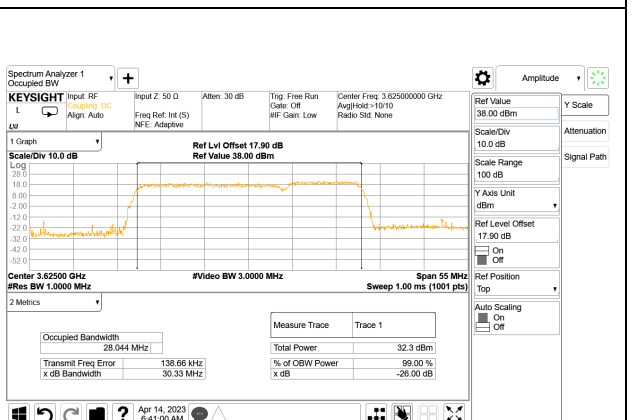 Spectrum Analyzer 1
Occupied BW
KEYSIGHT
L
Input: RF
Coupling: DC
Align: Auto
Input Z: 50 Ω
Freq Ref: Int (S)
NFE: Adaptive
Atten: 30 dB
Trig: Free Run
Gate: Off
#IF Gain: Low
Center Freq: 3.625000000 GHz
Avg|Hold:>10/10
Radio Std: None
1 Graph
Scale/Div 10.0 dB
Ref Lvl Offset 17.90 dB
Ref Value 38.00 dBm
Log
28.0
18.0
8.00
-2.00
-12.0
-22.0
-32.0
-42.0
-52.0
Center 3.62500 GHz
#Res BW 1.0000 MHz
#Video BW 3.0000 MHz
Span 55 MHz
Sweep 1.00 ms (1001 pts)
2 Metrics
Measure Trace Trace 1
Occupied Bandwidth
28.044 MHz
Total Power 32.3 dBm
Transmit Freq Error 138.66 kHz
% of OBW Power 99.00 %
x dB Bandwidth 30.33 MHz
x dB -26.00 dB
?
Apr 14, 2023
6:41:00 AM
Amplitude
Ref Value
38.00 dBm
Scale/Div
10.0 dB
Scale Range
100 dB
Y Axis Unit
dBm
Ref Level Offset
17.90 dB
On
Off
Ref Position
Top
Auto Scaling
On
Off
Y Scale
Attenuation
Signal Path